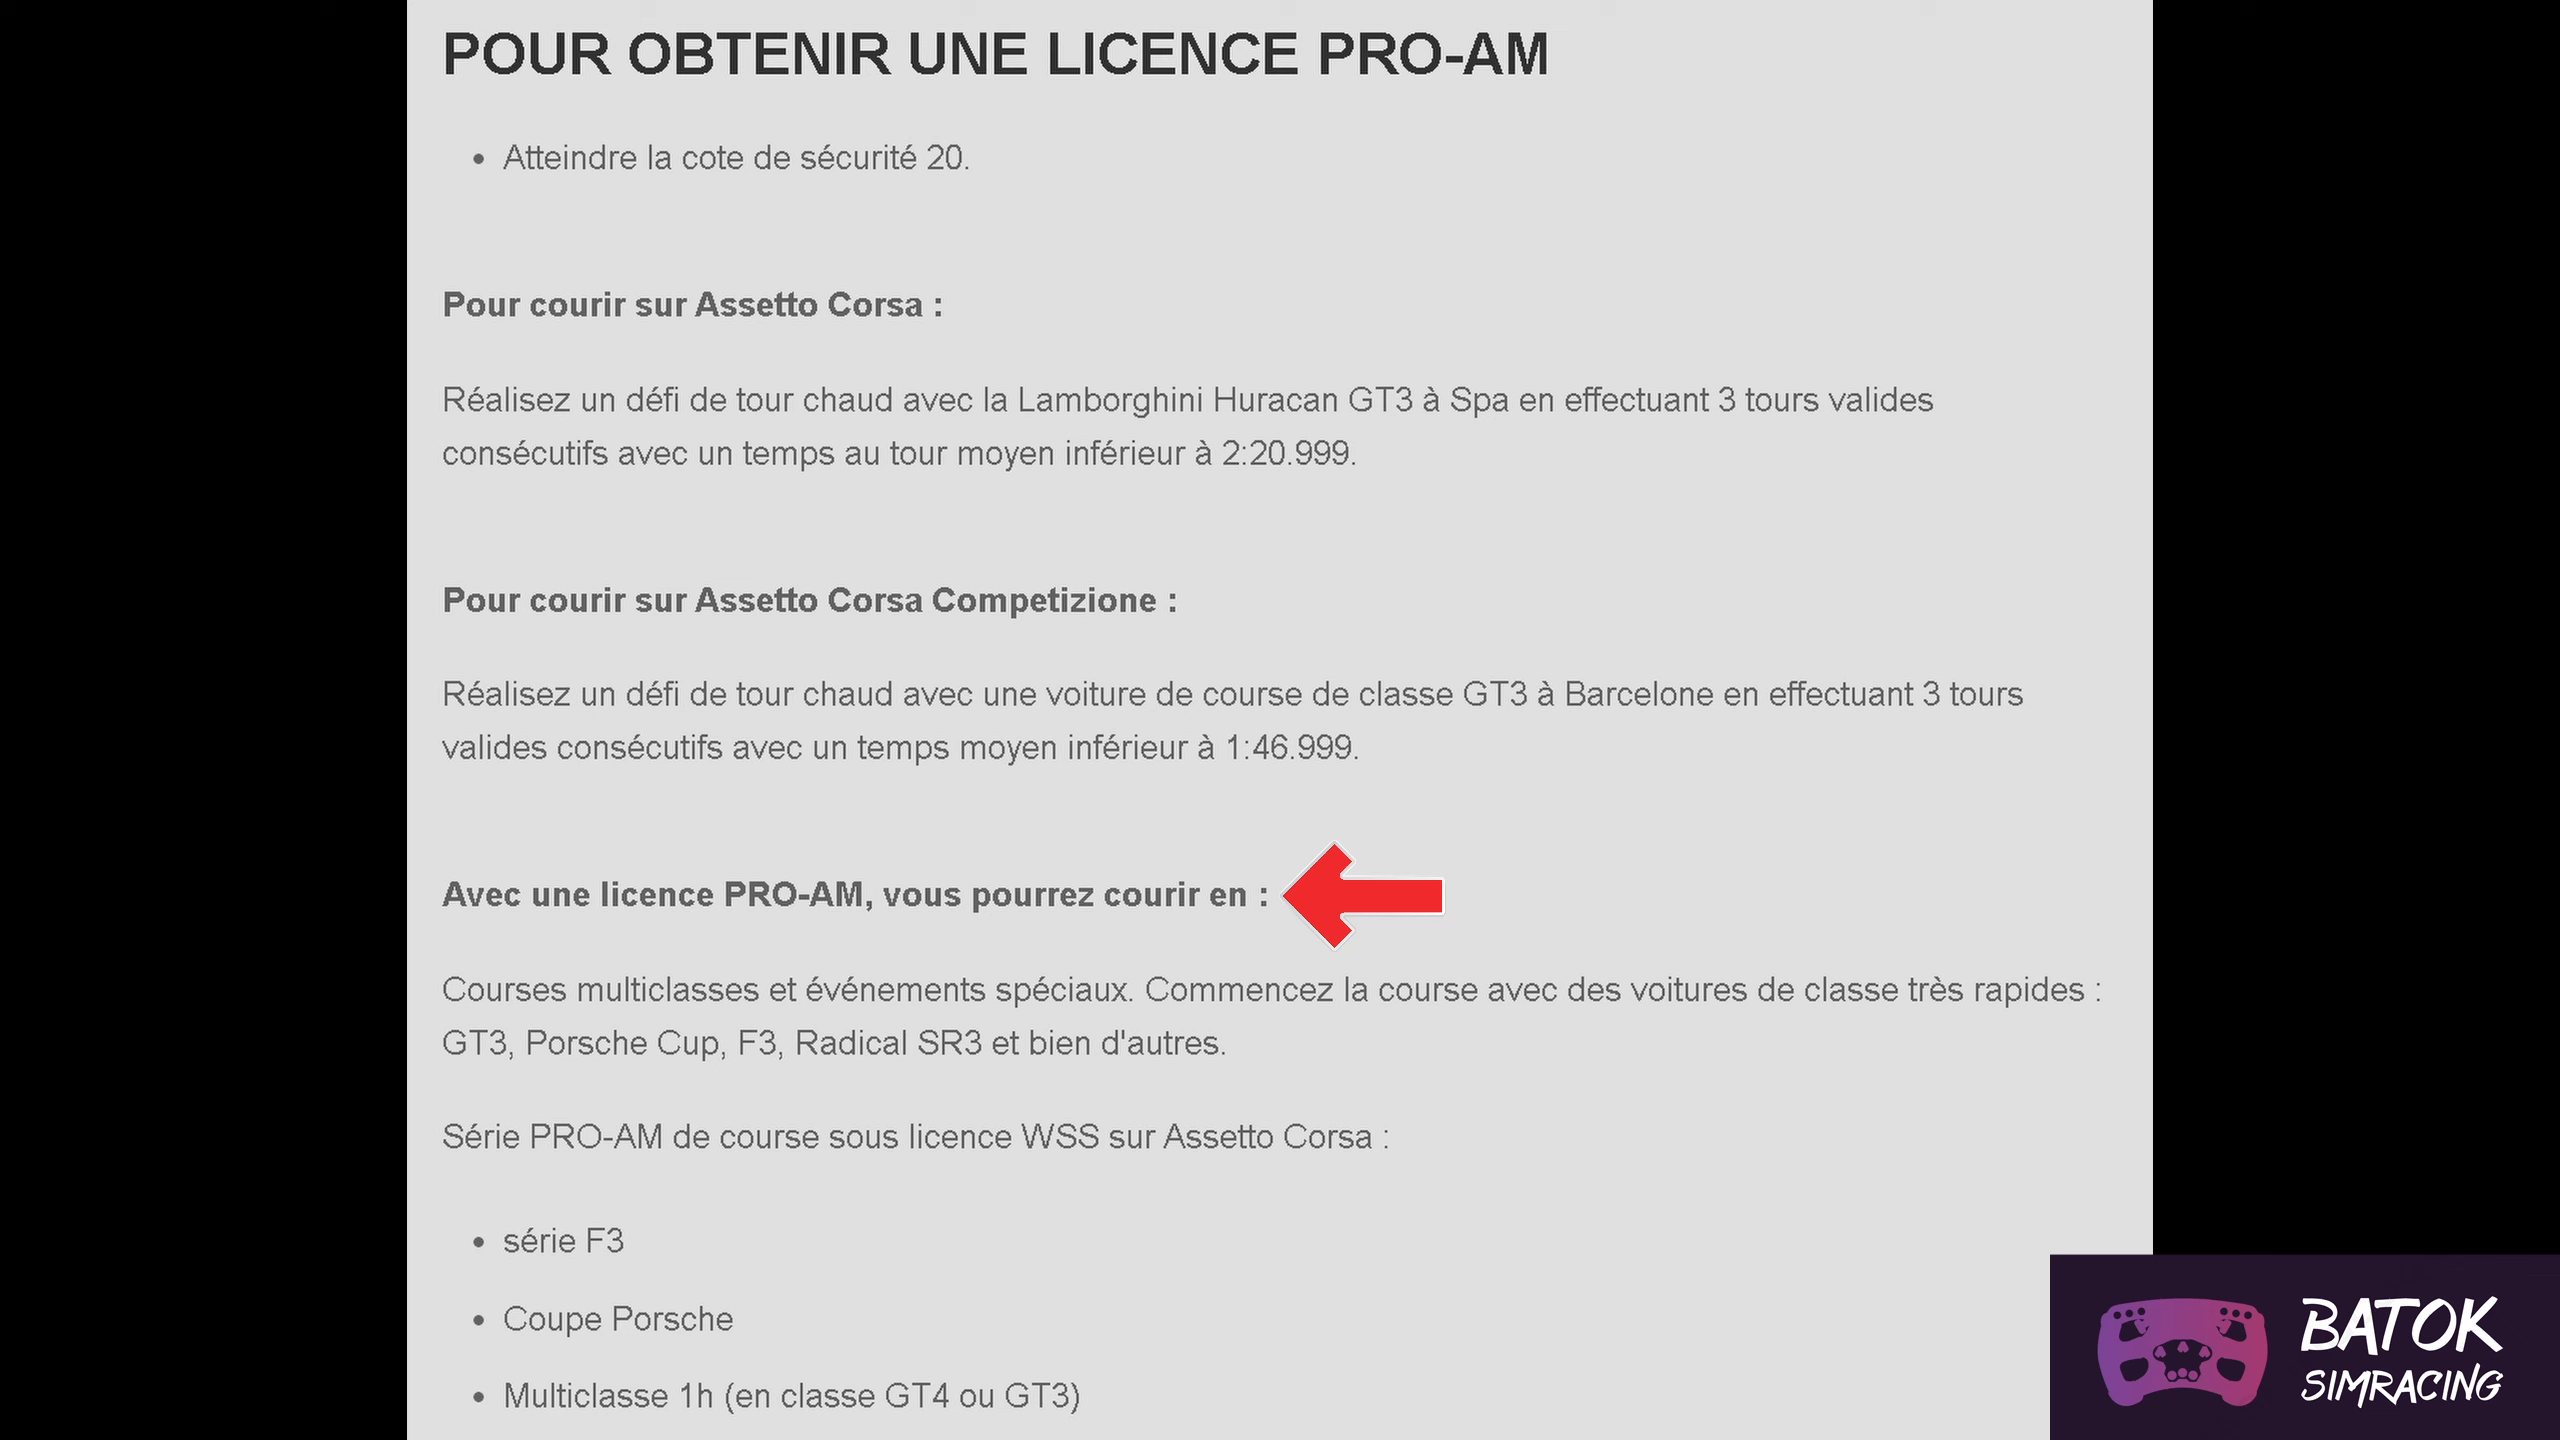 POUR OBTENIR UNE LICENCE PRO-AM
• Atteindre la cote de sécurité 20.
Pour courir sur Assetto Corsa :
Réalisez un défi de tour chaud avec la Lamborghini Huracan GT3 à Spa en effectuant 3 tours valides
consécutifs avec un temps au tour moyen inférieur à 2:20.999.
Pour courir sur Assetto Corsa Competizione :
Réalisez un défi de tour chaud avec une voiture de course de classe GT3 à Barcelone en effectuant 3 tours
valides consécutifs avec un temps moyen inférieur à 1:46.999.
Avec une licence PRO-AM, vous pourrez courir en :
Courses multiclasses et événements spéciaux. Commencez la course avec des voitures de classe très rapides :
GT3, Porsche Cup, F3, Radical SR3 et bien d'autres.
Série PRO-AM de course sous licence WSS sur Assetto Corsa :
• série F3
• Coupe Porsche
• Multiclasse 1h (en classe GT4 ou GT3)
BATOK
SIMRACING